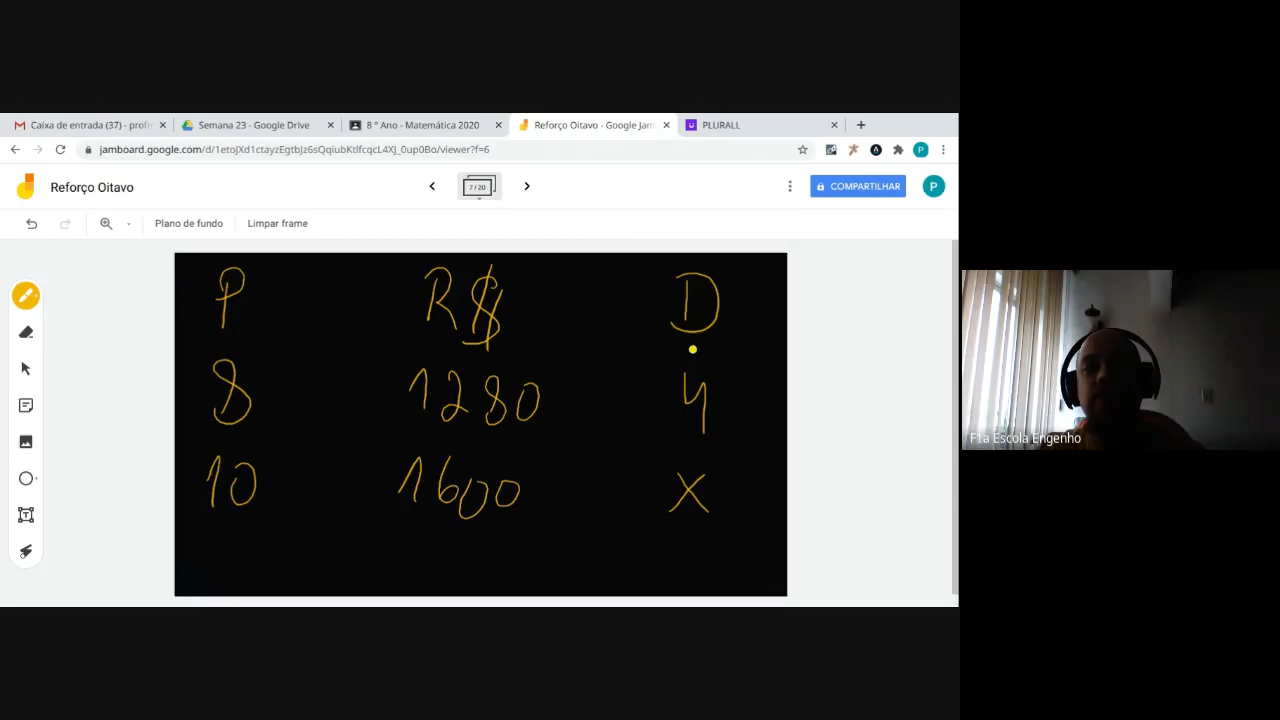 Caixa de entrada (37) - profm
Semana 23 - Google Drive
8 º Ano - Matemática 2020
Reforço Oitavo - Google Jam
PLURALL
jamboard.google.com/d/1etoJXd1ctayzEgtbJz6sQqiubKtlfcqcL4XJ_0up0Bo/viewer?f=6
P
Reforço Oitavo
7 / 20
COMPARTILHAR
P
Plano de fundo
Limpar frame
P R$ D
8 1280 4
10 1600 X
F1a Escola Engenho